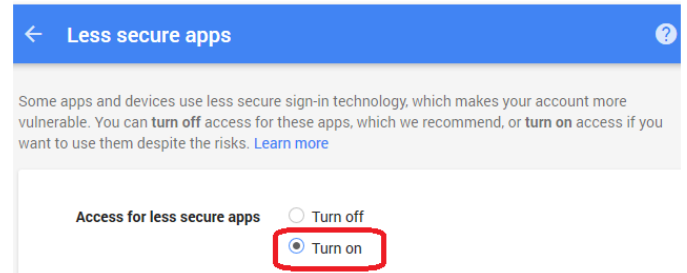 Less secure apps
Some apps and devices use less secure sign-in technology, which makes your account more
vulnerable. You can turn off access for these apps, which we recommend, or turn on access if you
want to use them despite the risks. Learn more
Access for less secure apps
Turn off
Turn on